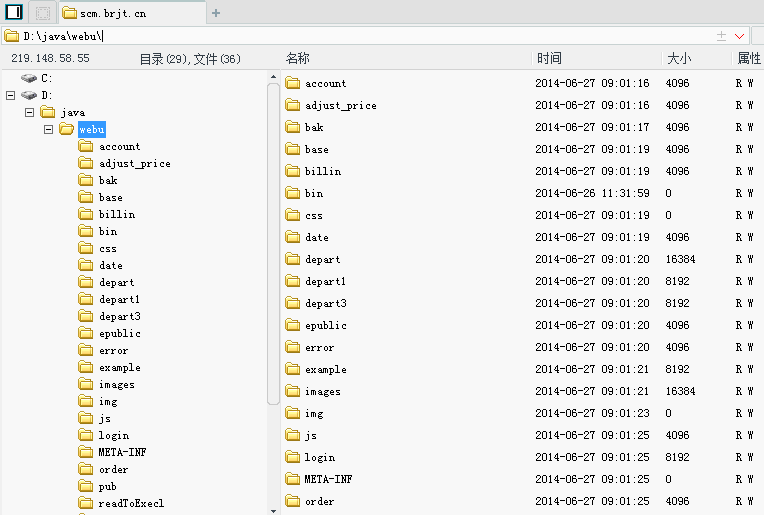 scm.brjt.cn
D:\java\webu\
219.148.58.55 目录(29),文件(36) 名称 时间 大小 属性
C:
D:
java
webu
account
adjust_price
bak
base
billin
bin
css
date
depart
depart1
depart3
epublic
error
example
images
img
js
login
META-INF
order
pub
readToExecl
account 2014-06-27 09:01:16 4096 R W
adjust_price 2014-06-27 09:01:16 4096 R W
bak 2014-06-27 09:01:17 4096 R W
base 2014-06-27 09:01:19 4096 R W
billin 2014-06-27 09:01:19 4096 R W
bin 2014-06-26 11:31:59 0 R W
css 2014-06-27 09:01:19 0 R W
date 2014-06-27 09:01:19 4096 R W
depart 2014-06-27 09:01:20 16384 R W
depart1 2014-06-27 09:01:20 8192 R W
depart3 2014-06-27 09:01:20 8192 R W
epublic 2014-06-27 09:01:20 4096 R W
error 2014-06-27 09:01:20 4096 R W
example 2014-06-27 09:01:21 8192 R W
images 2014-06-27 09:01:21 16384 R W
img 2014-06-27 09:01:23 0 R W
js 2014-06-27 09:01:25 4096 R W
login 2014-06-27 09:01:25 8192 R W
META-INF 2014-06-27 09:01:25 0 R W
order 2014-06-27 09:01:25 4096 R W